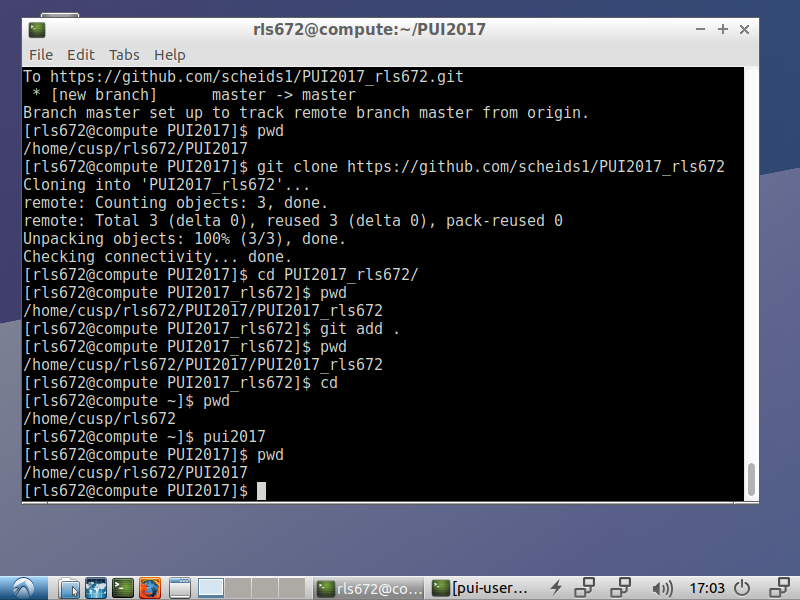 rls672@compute:~/PUI2017
File Edit Tabs Help
To https://github.com/scheids1/PUI2017_rls672.git
 * [new branch]      master -> master
Branch master set up to track remote branch master from origin.
[rls672@compute PUI2017]$ pwd
/home/cusp/rls672/PUI2017
[rls672@compute PUI2017]$ git clone https://github.com/scheids1/PUI2017_rls672
Cloning into 'PUI2017_rls672'...
remote: Counting objects: 3, done.
remote: Total 3 (delta 0), reused 3 (delta 0), pack-reused 0
Unpacking objects: 100% (3/3), done.
Checking connectivity... done.
[rls672@compute PUI2017]$ cd PUI2017_rls672/
[rls672@compute PUI2017_rls672]$ pwd
/home/cusp/rls672/PUI2017/PUI2017_rls672
[rls672@compute PUI2017_rls672]$ git add .
[rls672@compute PUI2017_rls672]$ pwd
/home/cusp/rls672/PUI2017/PUI2017_rls672
[rls672@compute PUI2017_rls672]$ cd
[rls672@compute ~]$ pwd
/home/cusp/rls672
[rls672@compute ~]$ pui2017
[rls672@compute PUI2017]$ pwd
/home/cusp/rls672/PUI2017
[rls672@compute PUI2017]$
rls672@co... [pui-user... 17:03